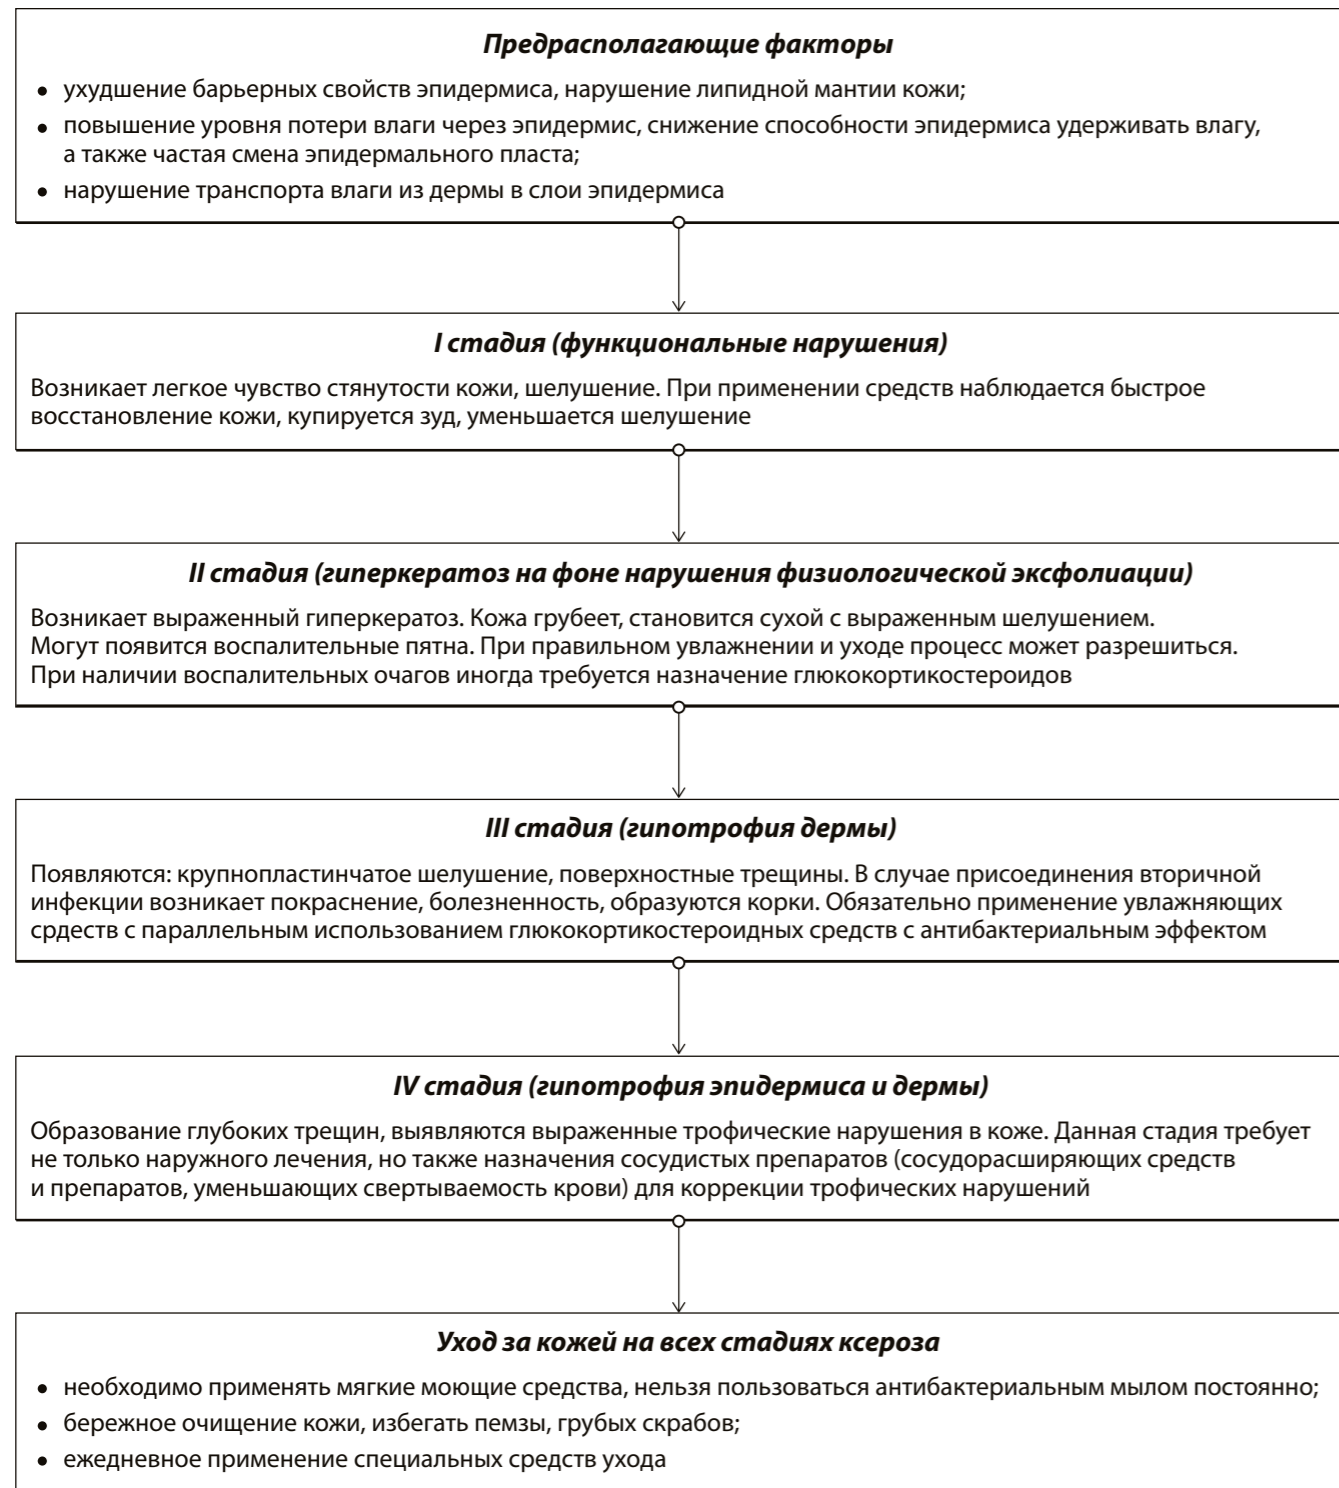 Предрасполагающие факторы
• ухудшение барьерных свойств эпидермиса, нарушение липидной мантии кожи;
• повышение уровня потери влаги через эпидермис, снижение способности эпидермиса удерживать влагу,
а также частая смена эпидермального пласта;
• нарушение транспорта влаги из дермы в слои эпидермиса
I стадия (функциональные нарушения)
Возникает легкое чувство стянутости кожи, шелушение. При применении средств наблюдается быстрое
восстановление кожи, купируется зуд, уменьшается шелушение
II стадия (гиперкератоз на фоне нарушения физиологической эксфолиации)
Возникает выраженный гиперкератоз. Кожа грубеет, становится сухой с выраженным шелушением.
Могут появится воспалительные пятна. При правильном увлажнении и уходе процесс может разрешиться.
При наличии воспалительных очагов иногда требуется назначение глюкокортикостероидов
III стадия (гипотрофия дермы)
Появляются: крупнопластинчатое шелушение, поверхностные трещины. В случае присоединения вторичной
инфекции возникает покраснение, болезненность, образуются корки. Обязательно применение увлажняющих
срдеств с параллельным использованием глюкокортикостероидных средств с антибактериальным эффектом
IV стадия (гипотрофия эпидермиса и дермы)
Образование глубоких трещин, выявляются выраженные трофические нарушения в коже. Данная стадия требует
не только наружного лечения, но также назначения сосудистых препаратов (сосудорасширяющих средств
и препаратов, уменьшающих свертываемость крови) для коррекции трофических нарушений
Уход за кожей на всех стадиях ксероза
• необходимо применять мягкие моющие средства, нельзя пользоваться антибактериальным мылом постоянно;
• бережное очищение кожи, избегать пемзы, грубых скрабов;
• ежедневное применение специальных средств ухода